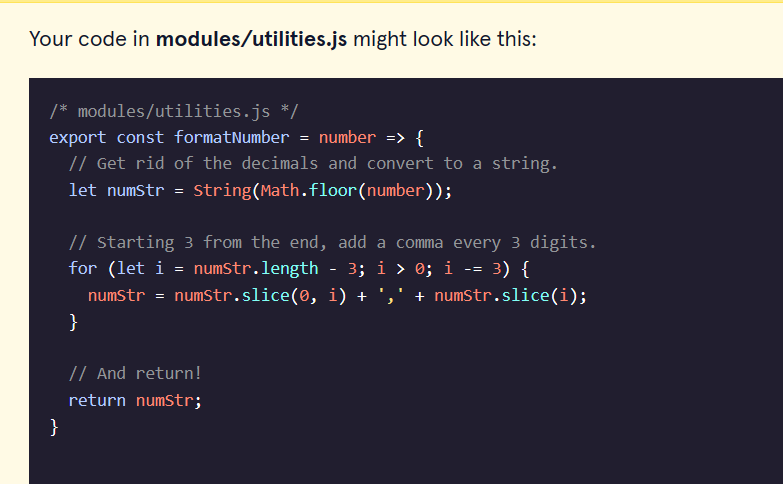 Your code in modules/utilities.js might look like this:
/* modules/utilities.js */
export const formatNumber = number => {
  // Get rid of the decimals and convert to a string.
  let numStr = String(Math.floor(number));
  // Starting 3 from the end, add a comma every 3 digits.
  for (let i = numStr.length - 3; i > 0; i -= 3) {
    numStr = numStr.slice(0, i) + ',' + numStr.slice(i);
  }
  // And return!
  return numStr;
}